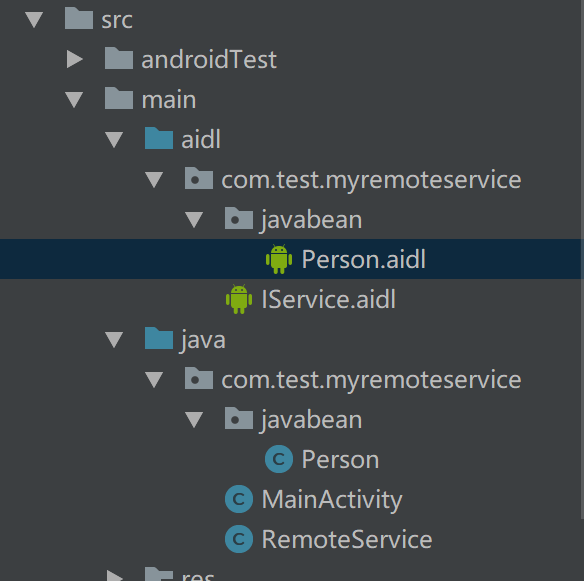 src
androidTest
main
aidl
com.test.myremoteservice
javabean
Person.aidl
IService.aidl
java
com.test.myremoteservice
javabean
C Person
C MainActivity
C RemoteService
res